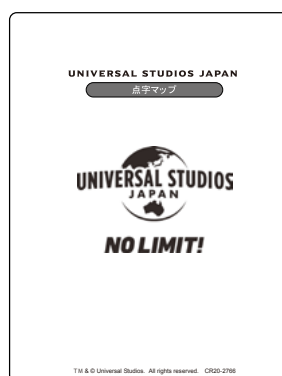 UNIVERSAL STUDIOS JAPAN
点字マップ
UNIVERSAL STUDIOS
JAPAN
NO LIMIT!
TM & © Universal Studios. All rights reserved. CR20-2766